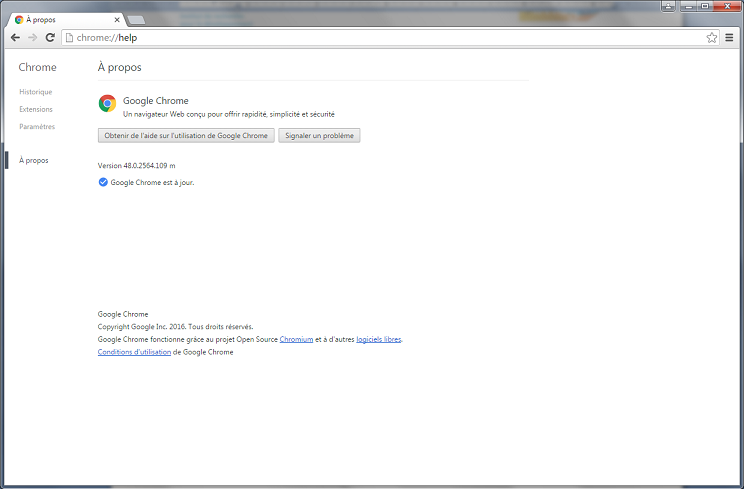 À propos
chrome://help
Chrome
À propos
Historique
Extensions
Paramètres
À propos
Google Chrome
Un navigateur Web conçu pour offrir rapidité, simplicité et sécurité
Obtenir de l'aide sur l'utilisation de Google Chrome
Signaler un problème
Version 48.0.2564.109 m
Google Chrome est à jour.
Google Chrome
Copyright Google Inc. 2016. Tous droits réservés.
Google Chrome fonctionne grâce au projet Open Source Chromium et à d'autres logiciels libres.
Conditions d'utilisation de Google Chrome